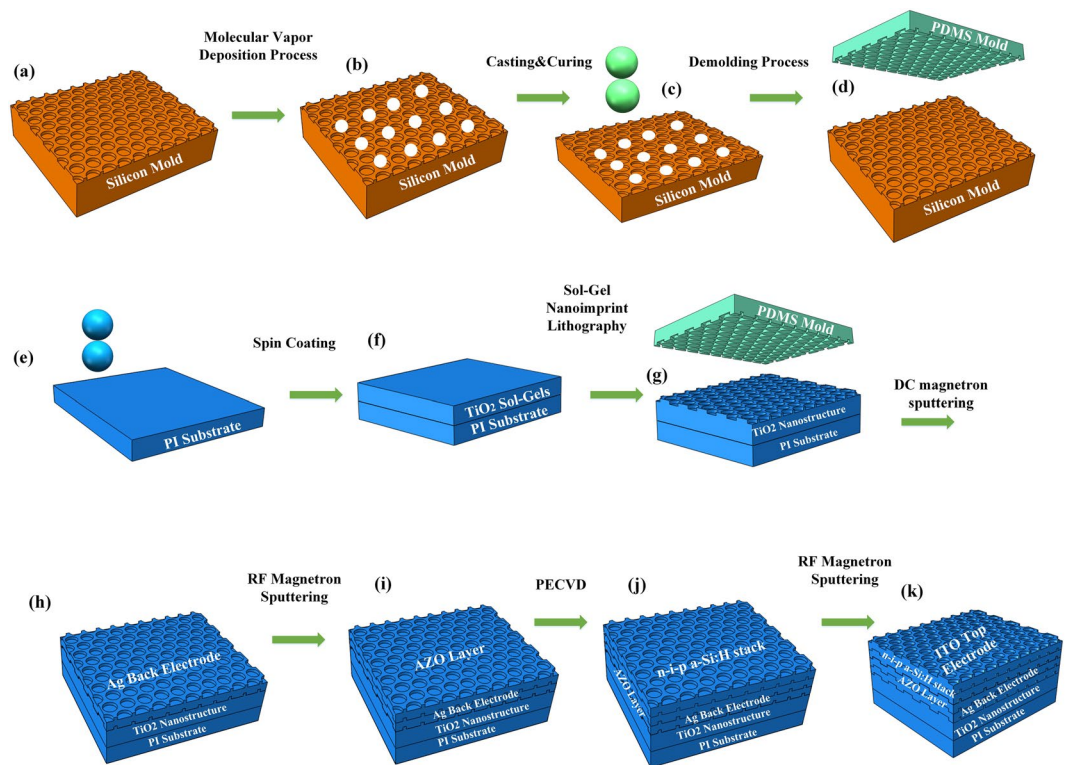 (a)
Silicon Mold
Molecular Vapor
Deposition Process
(b)
Silicon Mold
Casting&Curing
(c)
Silicon Mold
Demolding Process
PDMS Mold
(d)
Silicon Mold
(e)
PI Substrate
Spin Coating
(f)
TiO2 Sol-Gels
PI Substrate
Sol-Gel
Nanoimprint
Lithography
PDMS Mold
(g)
TiO2 Nanostructure
PI Substrate
DC magnetron
sputtering
(h)
Ag Back Electrode
TiO2 Nanostructure
PI Substrate
RF Magnetron
Sputtering
(i)
AZO Layer
Ag Back Electrode
TiO2 Nanostructure
PI Substrate
PECVD
(j)
n-i-p a-Si:H stack
AZO Layer
Ag Back Electrode
TiO2 Nanostructure
PI Substrate
RF Magnetron
Sputtering
(k)
ITO Top
Electrode
n-i-p a-Si:H stack
AZO Layer
Ag Back Electrode
TiO2 Nanostructure
PI Substrate